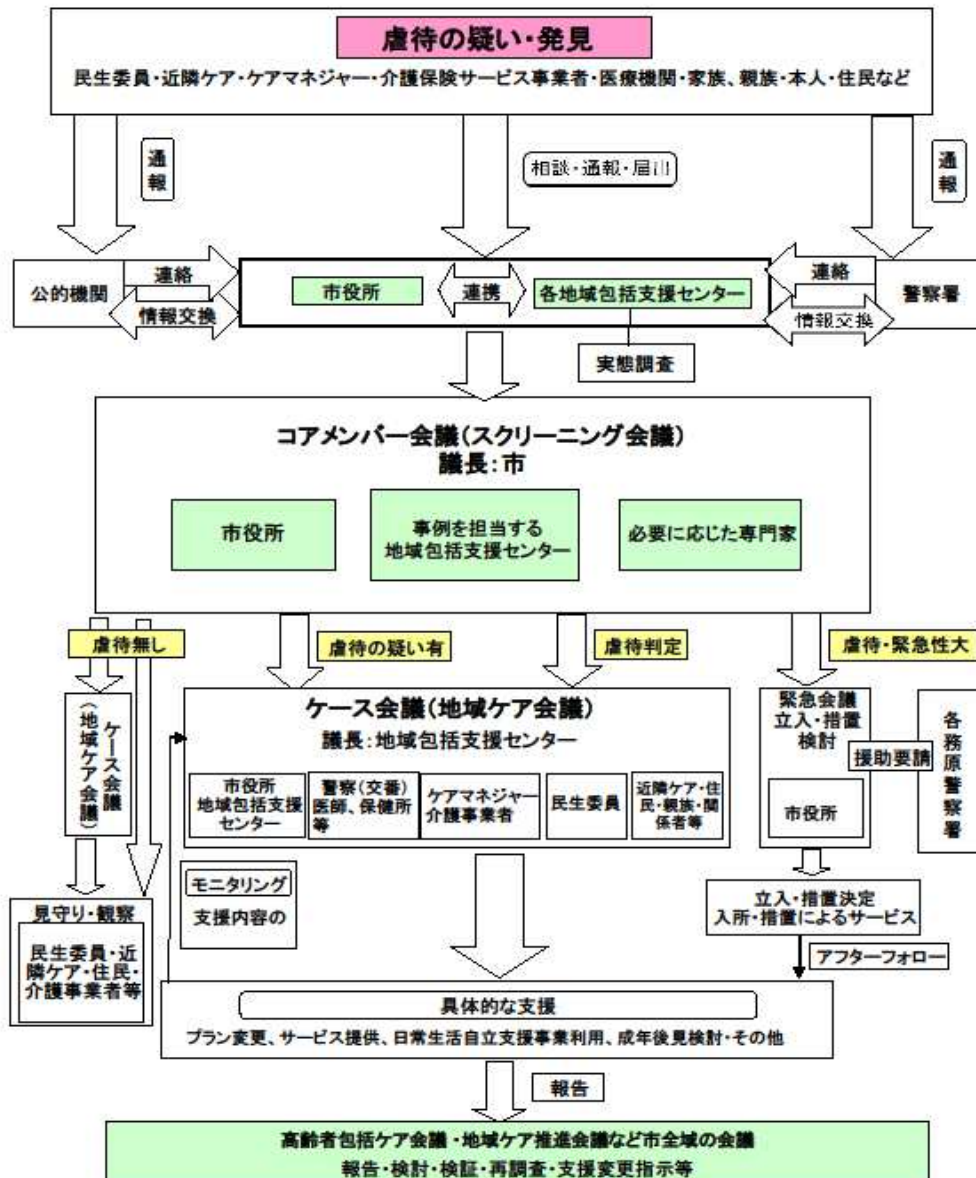 虐待の疑い・発見
民生委員・近隣ケア・ケアマネジャー・介護保険サービス事業者・医療機関・家族、親族・本人・住民など
通報
相談・通報・届出
通報
公的機関
連絡
情報交換
市役所
連携
各地域包括支援センター
連絡
情報交換
警察署
実態調査
コアメンバー会議(スクリーニング会議)
議長:市
市役所
事例を担当する
地域包括支援センター
必要に応じた専門家
虐待無し
虐待の疑い有
虐待判定
虐待・緊急性大
ケース会議
(地域ケア会議)
ケース会議(地域ケア会議)
議長:地域包括支援センター
市役所
地域包括支援
センター
警察(交番)
医師、保健所
等
ケアマネジャー
介護事業者
民生委員
近隣ケア・住
民・親族・関
係者等
緊急会議
立入・措置
検討
市役所
援助要請
各務原警察署
見守り・観察
民生委員・近
隣ケア・住民・
介護事業者等
モニタリング
支援内容の
立入・措置決定
入所・措置によるサービス
アフターフォロー
具体的な支援
プラン変更、サービス提供、日常生活自立支援事業利用、成年後見検討・その他
報告
高齢者包括ケア会議・地域ケア推進会議など市全域の会議
報告・検討・検証・再調査・支援変更指示等